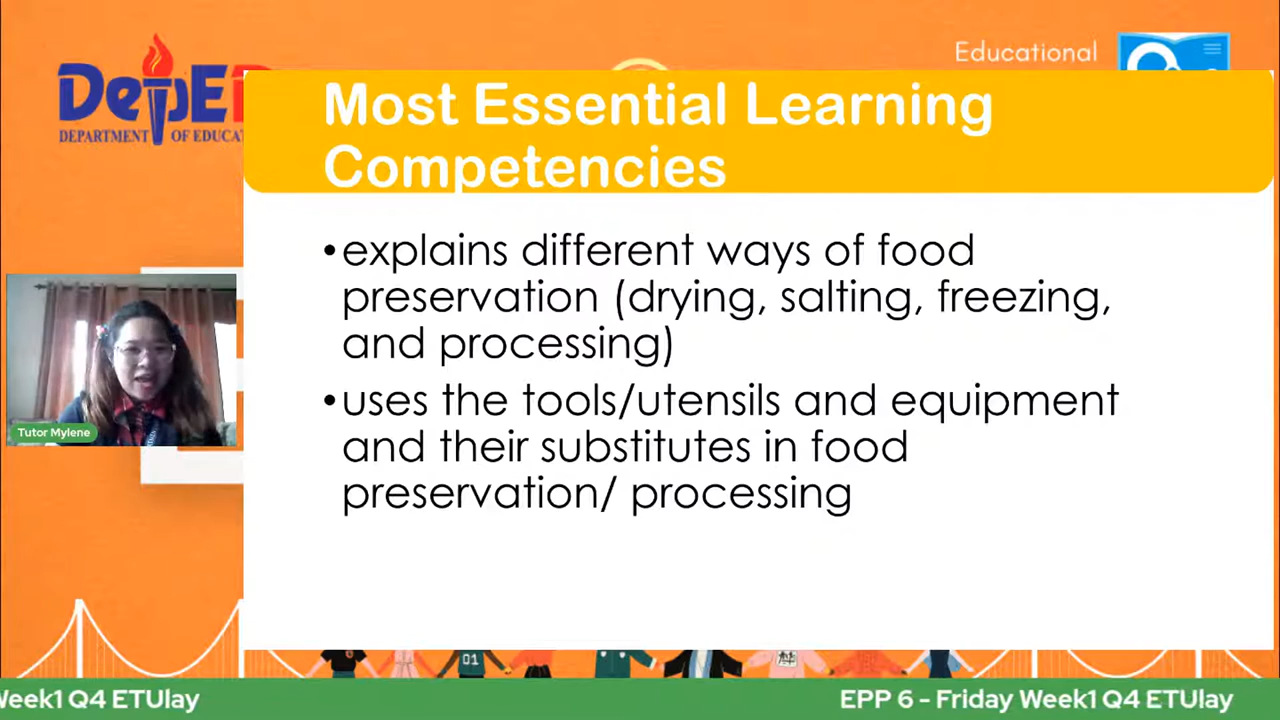 DepE
DEPARTMENT OF EDUCAT
Educational
Most Essential Learning
Competencies
•explains different ways of food
preservation (drying, salting, freezing,
and processing)
•uses the tools/utensils and equipment
and their substitutes in food
preservation/ processing
Tutor Mylene
01
Week1 Q4 ETUlay
EPP 6 - Friday Week1 Q4 ETUlay